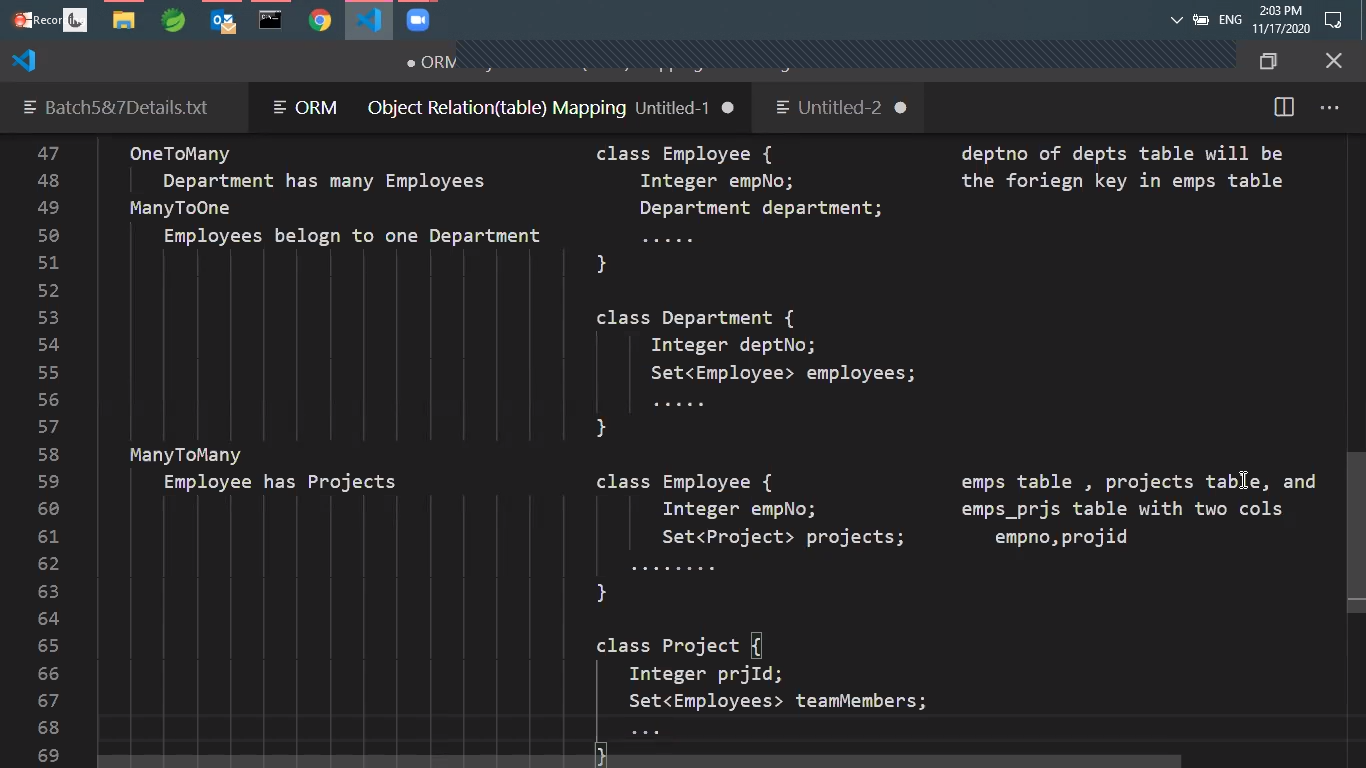 Recor
ENG
2:03 PM
11/17/2020
● ORM
Batch5&7Details.txt
ORM Object Relation(table) Mapping Untitled-1 ●
Untitled-2 ●
47 OneToMany class Employee { deptno of depts table will be
48 Department has many Employees Integer empNo; the foriegn key in emps table
49 ManyToOne Department department;
50 Employees belogn to one Department .....
51 }
52
53 class Department {
54 Integer deptNo;
55 Set<Employee> employees;
56 .....
57 }
58 ManyToMany
59 Employee has Projects class Employee { emps table , projects table, and
60 Integer empNo; emps_prjs table with two cols
61 Set<Project> projects; empno,projid
62 ........
63 }
64
65 class Project {
66 Integer prjId;
67 Set<Employees> teamMembers;
68 ...
69 }